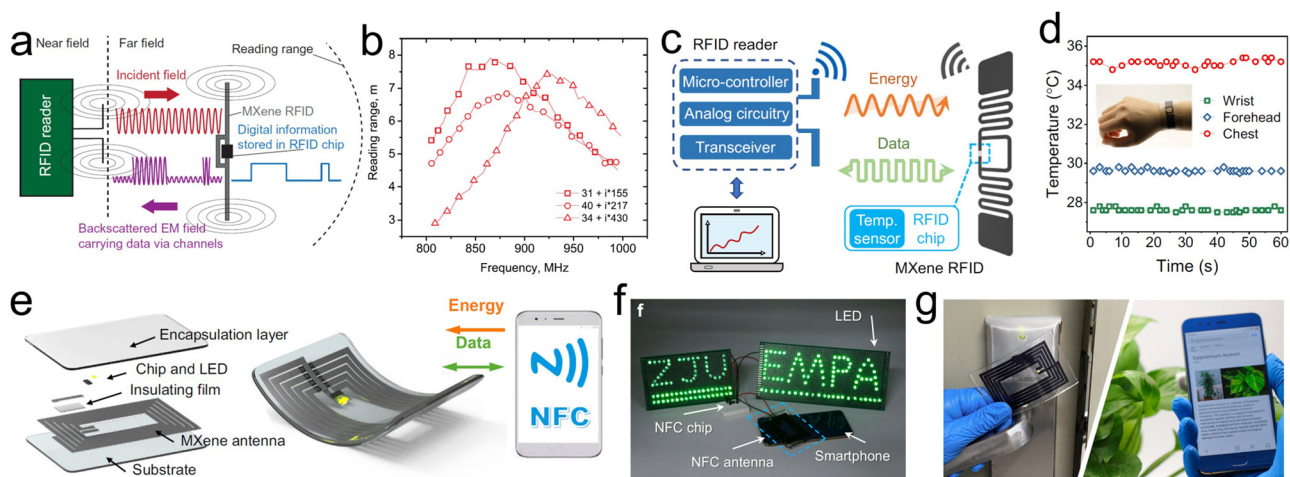 a
Near field
Far field
Reading range
Incident field
MXene RFID
Digital information
stored in RFID chip
RFID reader
Backscattered EM field
carrying data via channels
b
Reading range, m
8
7
6
5
4
3
31 + i*155
40 + i*217
34 + i*430
800
850
900
950
1000
Frequency, MHz
c
RFID reader
Micro-controller
Analog circuitry
Transceiver
Energy
Data
Temp.
sensor
RFID
chip
MXene RFID
d
Temperature (°C)
36
34
32
30
28
Wrist
Forehead
Chest
0
10
20
30
40
50
60
Time (s)
e
Encapsulation layer
Chip and LED
Insulating film
MXene antenna
Substrate
Energy
Data
NFC
f
f
LED
ZJU
EMPA
NFC chip
NFC antenna
Smartphone
g